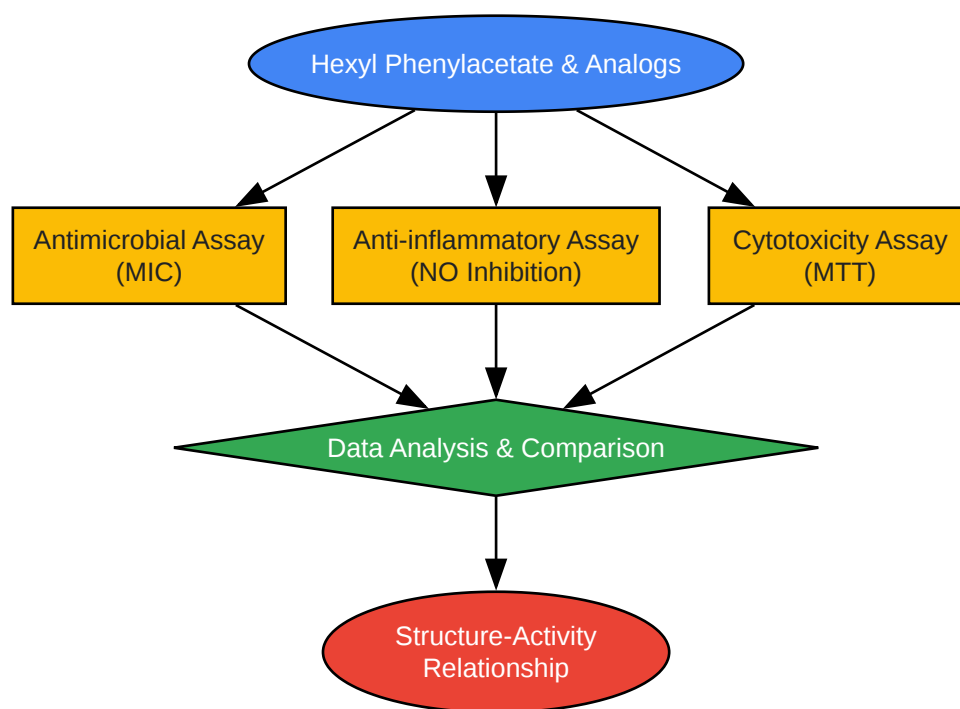 Hexyl Phenylacetate & Analogs
Antimicrobial Assay
(MIC)
Anti-inflammatory Assay
(NO Inhibition)
Cytotoxicity Assay
(MTT)
Data Analysis & Comparison
Structure-Activity
Relationship